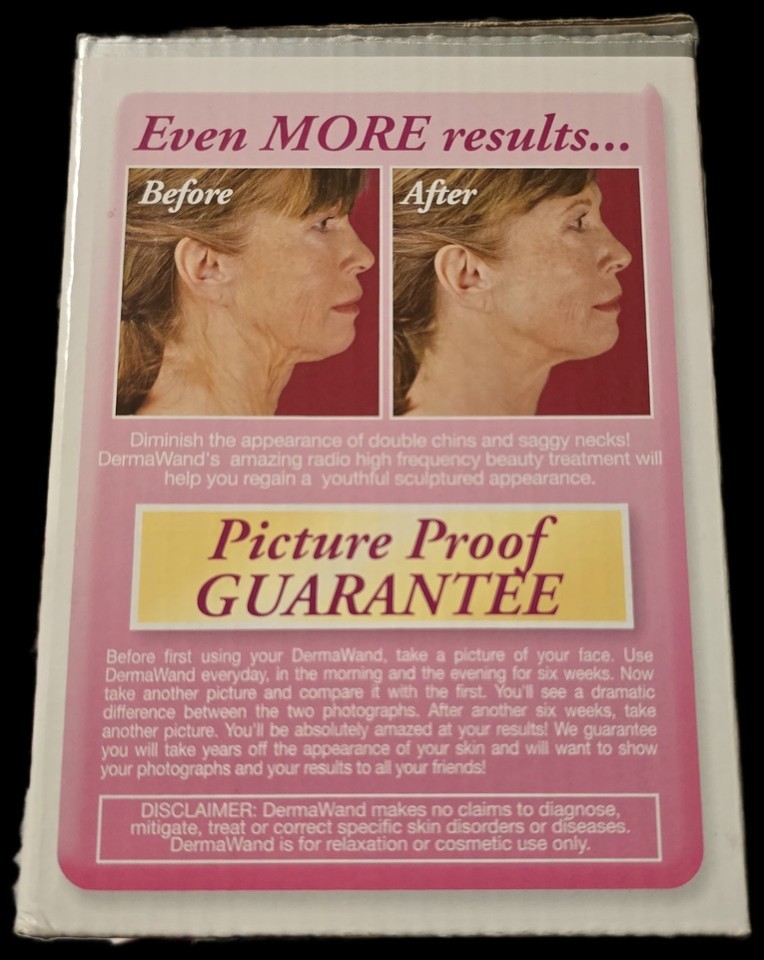 Even MORE results...
Before
After
Diminish the appearance of double chins and saggy necks!
DermaWand's amazing radio high frequency beauty treatment will
help you regain a youthful sculptured appearance.
Picture Proof
GUARANTEE
Before first using your DermaWand, take a picture of your face. Use
DermaWand everyday, in the morning and the evening for six weeks. Now
take another picture and compare it with the first. You'll see a dramatic
difference between the two photographs. After another six weeks, take
another picture. You'll be absolutely amazed at your results! We guarantee
you will take years off the appearance of your skin and will want to show
your photographs and your results to all your friends!
DISCLAIMER: DermaWand makes no claims to diagnose,
mitigate, treat or correct specific skin disorders or diseases.
DermaWand is for relaxation or cosmetic use only.